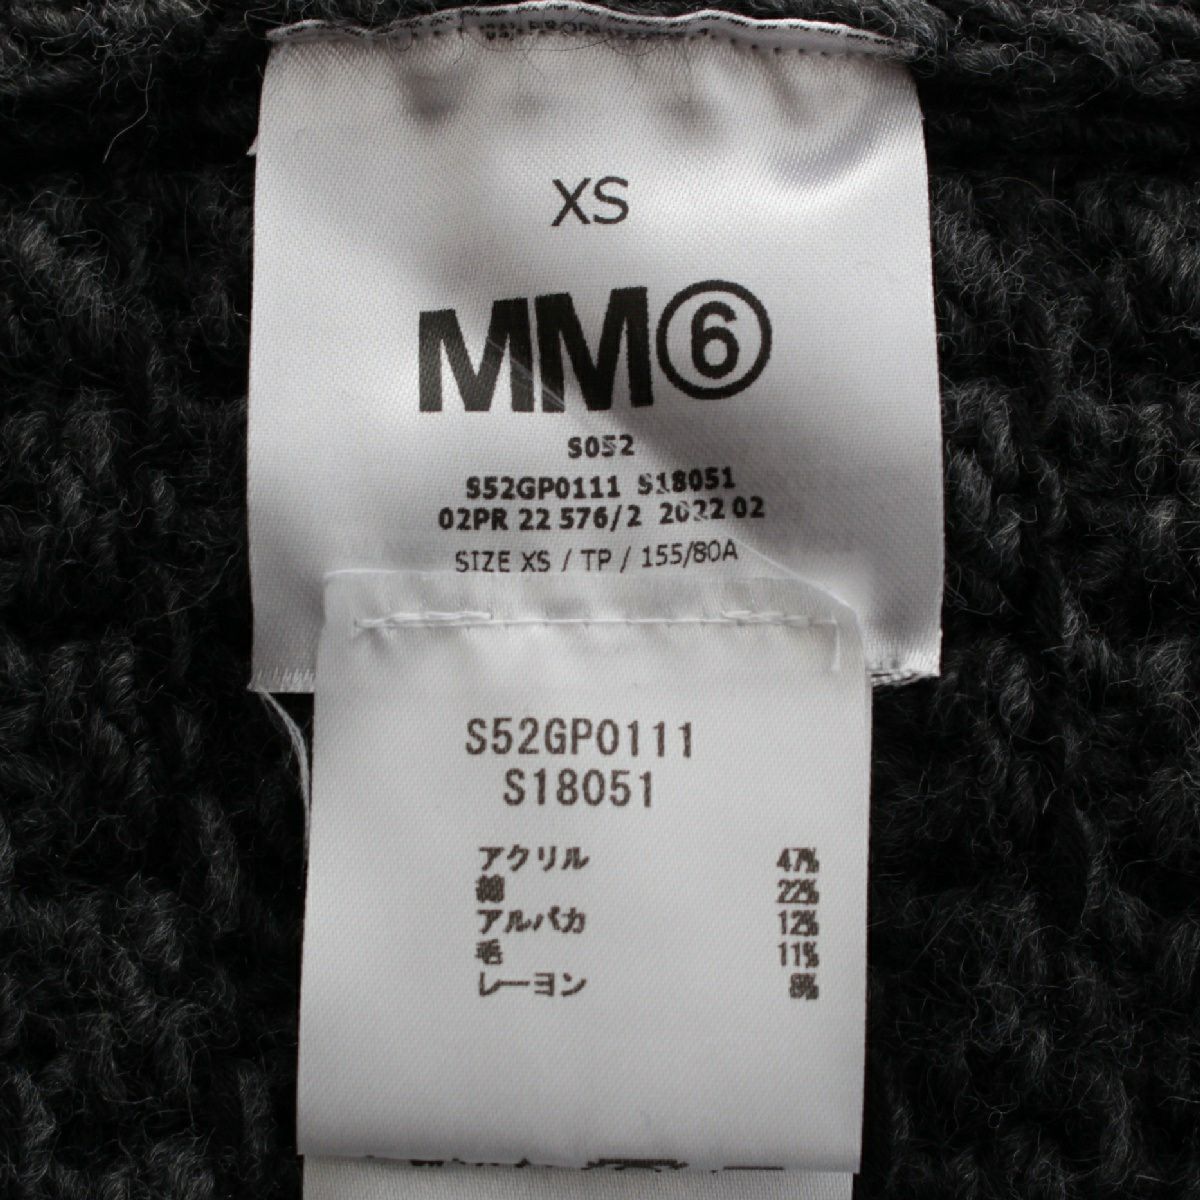 XS
MM⑥
S052
S52GP0111 S18051
02PR 22 576/2 2022 02
SIZE XS / TP / 155/80A
S52GP0111
S18051
アクリル 47%
綿 22%
アルパカ 12%
毛 11%
レーヨン 8%